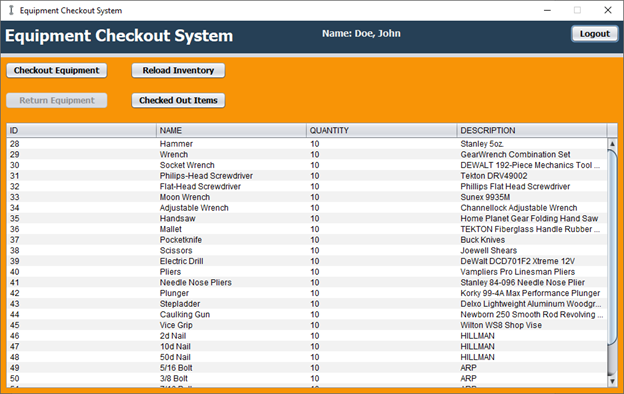 Equipment Checkout System
Equipment Checkout System Name: Doe, John Logout
Checkout Equipment Reload Inventory
Return Equipment Checked Out Items
ID NAME QUANTITY DESCRIPTION
28 Hammer 10 Stanley 5oz.
29 Wrench 10 GearWrench Combination Set
30 Socket Wrench 10 DEWALT 192-Piece Mechanics Tool ...
31 Philips-Head Screwdriver 10 Tekton DRV49002
32 Flat-Head Screwdriver 10 Phillips Flat Head Screwdriver
33 Moon Wrench 10 Sunex 9935M
34 Adjustable Wrench 10 Channellock Adjustable Wrench
35 Handsaw 10 Home Planet Gear Folding Hand Saw
36 Mallet 10 TEKTON Fiberglass Handle Rubber ...
37 Pocketknife 10 Buck Knives
38 Scissors 10 Joewell Shears
39 Electric Drill 10 DeWalt DCD701F2 Xtreme 12V
40 Pliers 10 Vampliers Pro Linesman Pliers
41 Needle Nose Pliers 10 Stanley 84-096 Needle Nose Plier
42 Plunger 10 Korky 99-4A Max Performance Plunger
43 Stepladder 10 Delxo Lightweight Aluminum Woodgr...
44 Caulking Gun 10 Newborn 250 Smooth Rod Revolving ...
45 Vice Grip 10 Wilton WS8 Shop Vise
46 2d Nail 10 HILLMAN
47 10d Nail 10 HILLMAN
48 50d Nail 10 HILLMAN
49 5/16 Bolt 10 ARP
50 3/8 Bolt 10 ARP